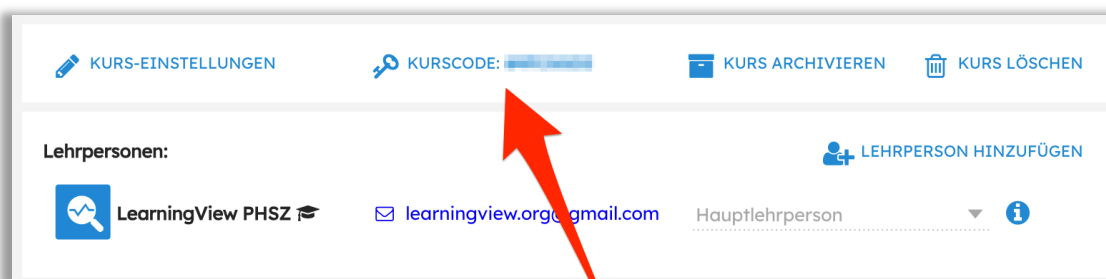 KURS-EINSTELLUNGEN KURSCODE: KURS ARCHIVIEREN KURS LÖSCHEN
Lehrpersonen: LEHRPERSON HINZUFÜGEN
LearningView PHSZ learningview.org@gmail.com Hauptlehrperson